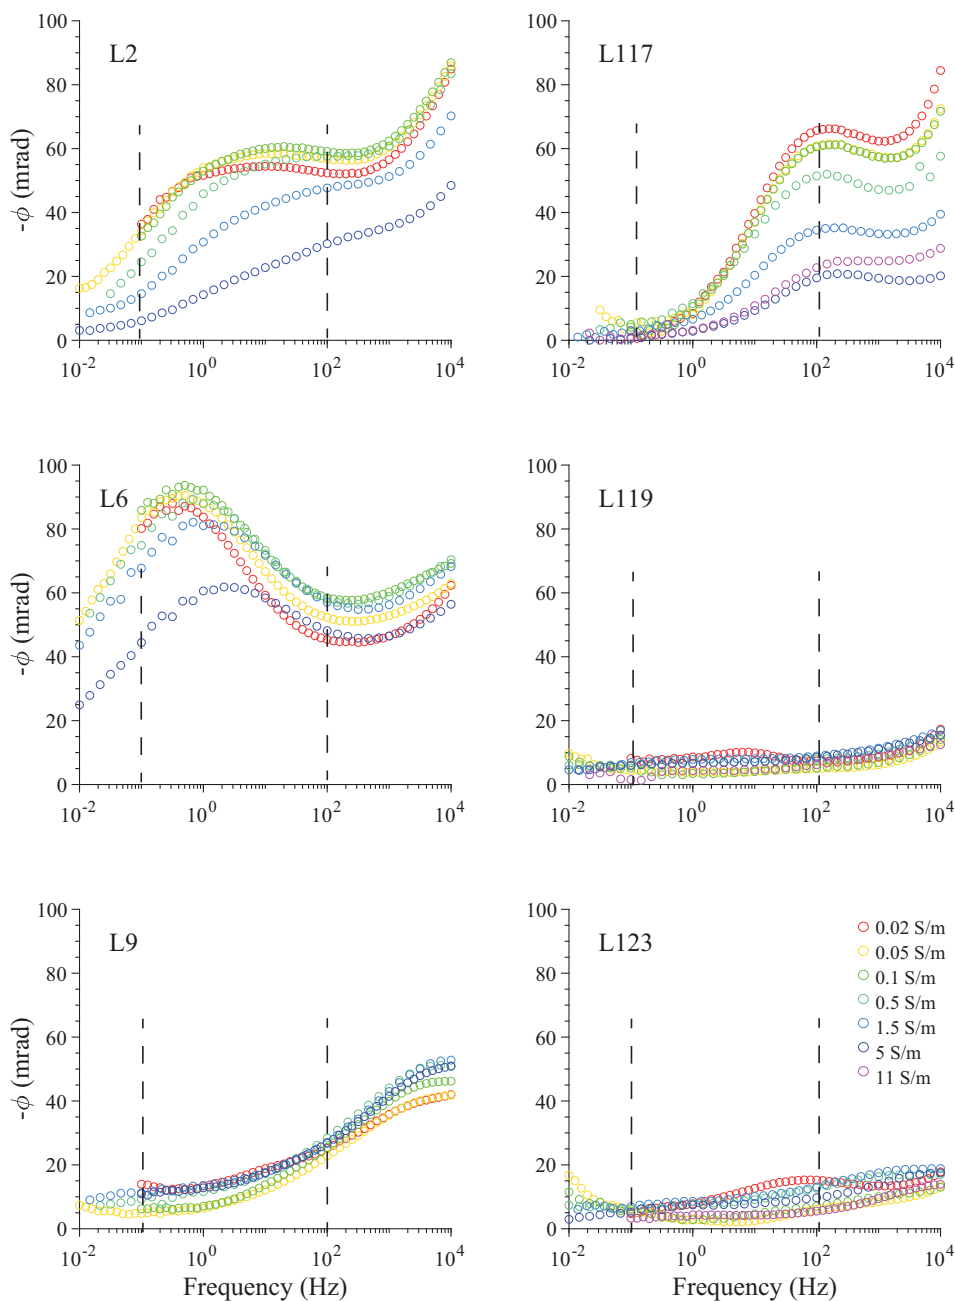 L2
-ϕ (mrad)
100
80
60
40
20
0
10⁻² 10⁰ 10² 10⁴
L117
100
80
60
40
20
0
10⁻² 10⁰ 10² 10⁴
L6
-ϕ (mrad)
100
80
60
40
20
0
10⁻² 10⁰ 10² 10⁴
L119
100
80
60
40
20
0
10⁻² 10⁰ 10² 10⁴
L9
-ϕ (mrad)
100
80
60
40
20
0
10⁻² 10⁰ 10² 10⁴
Frequency (Hz)
L123
100
80
60
40
20
0
10⁻² 10⁰ 10² 10⁴
Frequency (Hz)
0.02 S/m
0.05 S/m
0.1 S/m
0.5 S/m
1.5 S/m
5 S/m
11 S/m